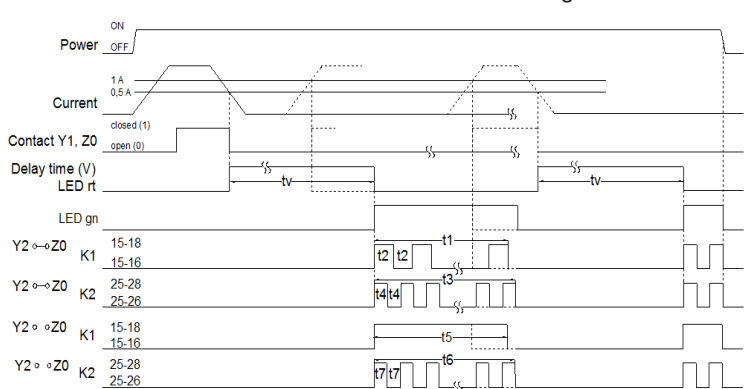 ON
Power
OFF
1 A
0,5 A
Current
closed (1)
Contact Y1, Z0
open (0)
Delay time (V)
LED rt
tv
tv
LED gn
t1
Y2 Z0 K1 15-18
15-16
t2 t2
t3
Y2 Z0 K2 25-28
25-26
t4 t4
Y2 Z0 K1 15-18
15-16
t5
t6
Y2 Z0 K2 25-28
25-26
t7 t7